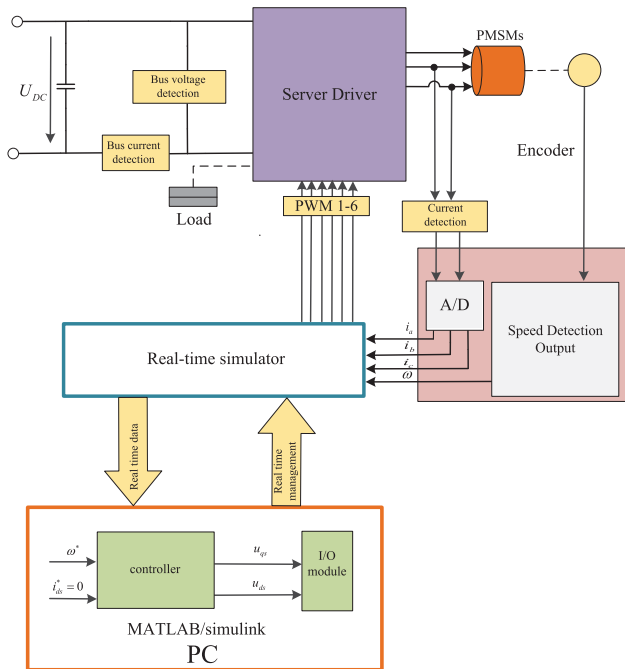 PMSMs
Bus voltage
detection
U_DC
Server Driver
Bus current
detection
Encoder
Load
PWM 1-6
Current
detection
A/D
Speed Detection
Output
i_a
i_b
i_c
ω
Real-time simulator
Real time data
Real time
management
ω*
controller
u_qs
I/O
module
i*_ds=0
u_ds
MATLAB/simulink
PC